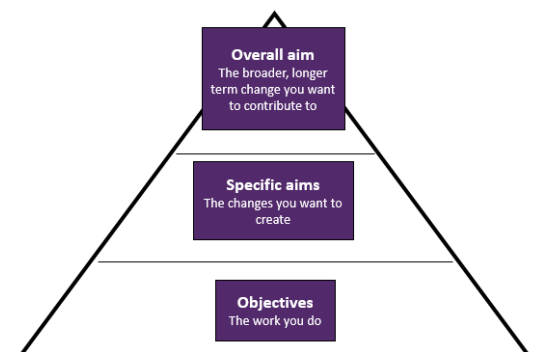 Overall aim
The broader, longer
term change you want
to contribute to
Specific aims
The changes you want to
create
Objectives
The work you do